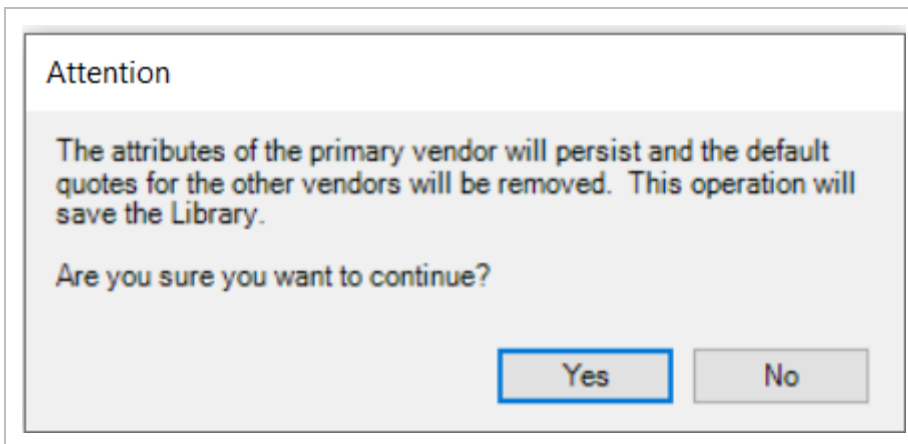 Attention
The attributes of the primary vendor will persist and the default
quotes for the other vendors will be removed.  This operation will
save the Library.
Are you sure you want to continue?
Yes
No